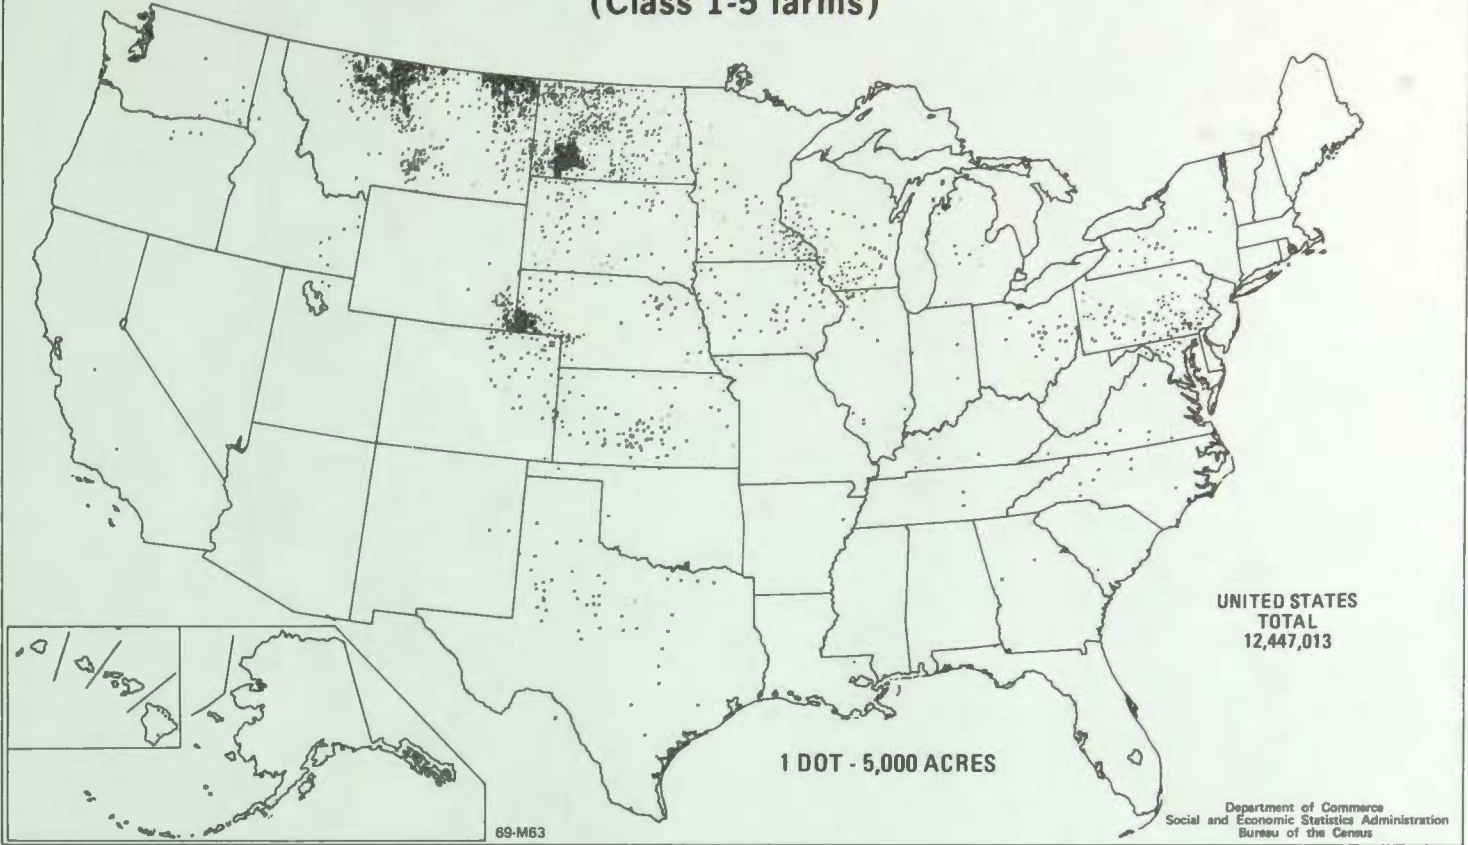 (Class 1-5 farms)
UNITED STATES
TOTAL
12,447,013
1 DOT - 5,000 ACRES
69-M63
Department of Commerce
Social and Economic Statistics Administration
Bureau of the Census